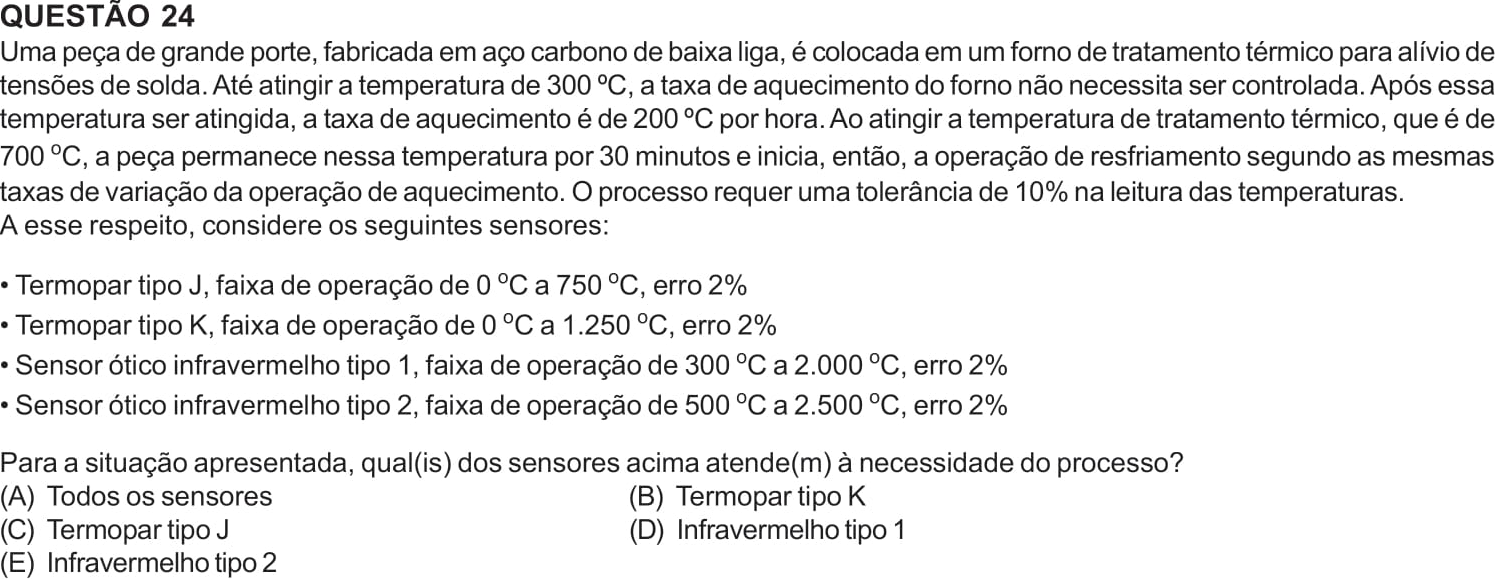 QUESTÃO 24
Uma peça de grande porte, fabricada em aço carbono de baixa liga, é colocada em um forno de tratamento térmico para alívio de
tensões de solda. Até atingir a temperatura de 300 ºC, a taxa de aquecimento do forno não necessita ser controlada. Após essa
temperatura ser atingida, a taxa de aquecimento é de 200 ºC por hora. Ao atingir a temperatura de tratamento térmico, que é de
700 ºC, a peça permanece nessa temperatura por 30 minutos e inicia, então, a operação de resfriamento segundo as mesmas
taxas de variação da operação de aquecimento. O processo requer uma tolerância de 10% na leitura das temperaturas.
A esse respeito, considere os seguintes sensores:
• Termopar tipo J, faixa de operação de 0 ºC a 750 ºC, erro 2%
• Termopar tipo K, faixa de operação de 0 ºC a 1.250 ºC, erro 2%
• Sensor ótico infravermelho tipo 1, faixa de operação de 300 ºC a 2.000 ºC, erro 2%
• Sensor ótico infravermelho tipo 2, faixa de operação de 500 ºC a 2.500 ºC, erro 2%
Para a situação apresentada, qual(is) dos sensores acima atende(m) à necessidade do processo?
(A) Todos os sensores
(B) Termopar tipo K
(C) Termopar tipo J
(D) Infravermelho tipo 1
(E) Infravermelho tipo 2